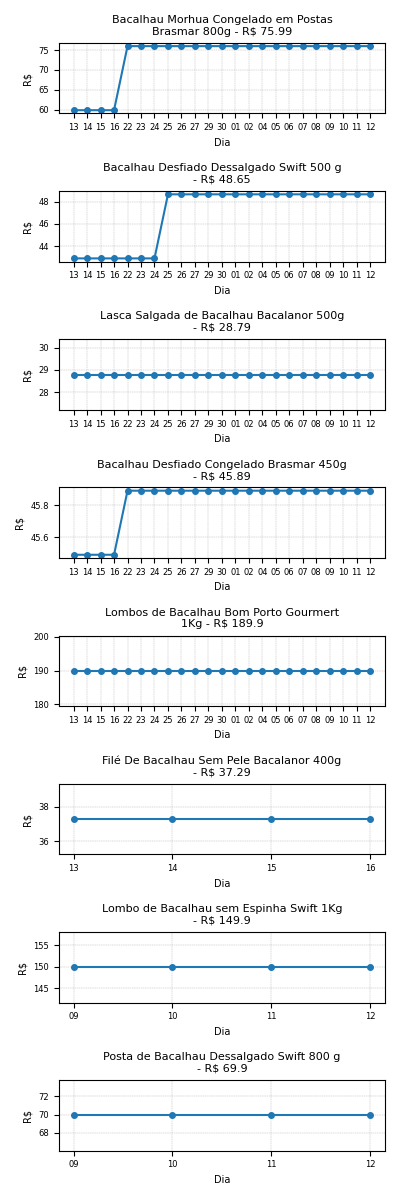 Bacalhau Morhua Congelado em Postas
Brasmar 800g - R$ 75.99
75
70
65
60
R$
13 14 15 16 22 23 24 25 26 27 28 29 30 01 02 04 05 06 07 08 09 10 11 12
Dia
Bacalhau Desfiado Dessalgado Swift 500 g
- R$ 48.65
48
46
44
R$
13 14 15 16 22 23 24 25 26 27 28 29 30 01 02 04 05 06 07 08 09 10 11 12
Dia
Lasca Salgada de Bacalhau Bacalanor 500g
- R$ 28.79
30
29
28
R$
13 14 15 16 22 23 24 25 26 27 28 29 30 01 02 04 05 06 07 08 09 10 11 12
Dia
Bacalhau Desfiado Congelado Brasmar 450g
- R$ 45.89
45.8
45.6
R$
13 14 15 16 22 23 24 25 26 27 28 29 30 01 02 04 05 06 07 08 09 10 11 12
Dia
Lombos de Bacalhau Bom Porto Gourmert
1Kg - R$ 189.9
200
190
180
R$
13 14 15 16 22 23 24 25 26 27 28 29 30 01 02 04 05 06 07 08 09 10 11 12
Dia
Filé De Bacalhau Sem Pele Bacalanor 400g
- R$ 37.29
38
36
R$
13 14 15 16
Dia
Lombo de Bacalhau sem Espinha Swift 1Kg
- R$ 149.9
155
150
145
R$
09 10 11 12
Dia
Posta de Bacalhau Dessalgado Swift 800 g
- R$ 69.9
72
70
68
R$
09 10 11 12
Dia